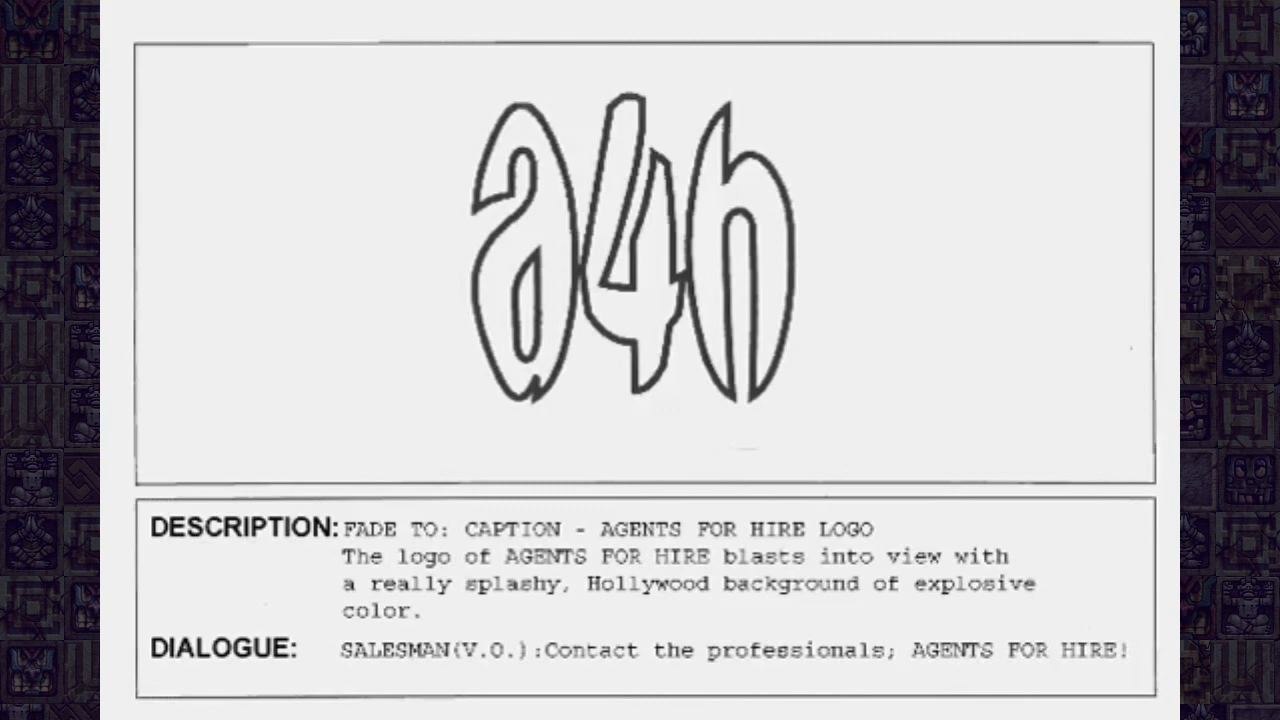 a4h
DESCRIPTION: FADE TO: CAPTION - AGENTS FOR HIRE LOGO
The logo of AGENTS FOR HIRE blasts into view with
a really splashy, Hollywood background of explosive
color.
DIALOGUE: SALESMAN(V.O.):Contact the professionals; AGENTS FOR HIRE!